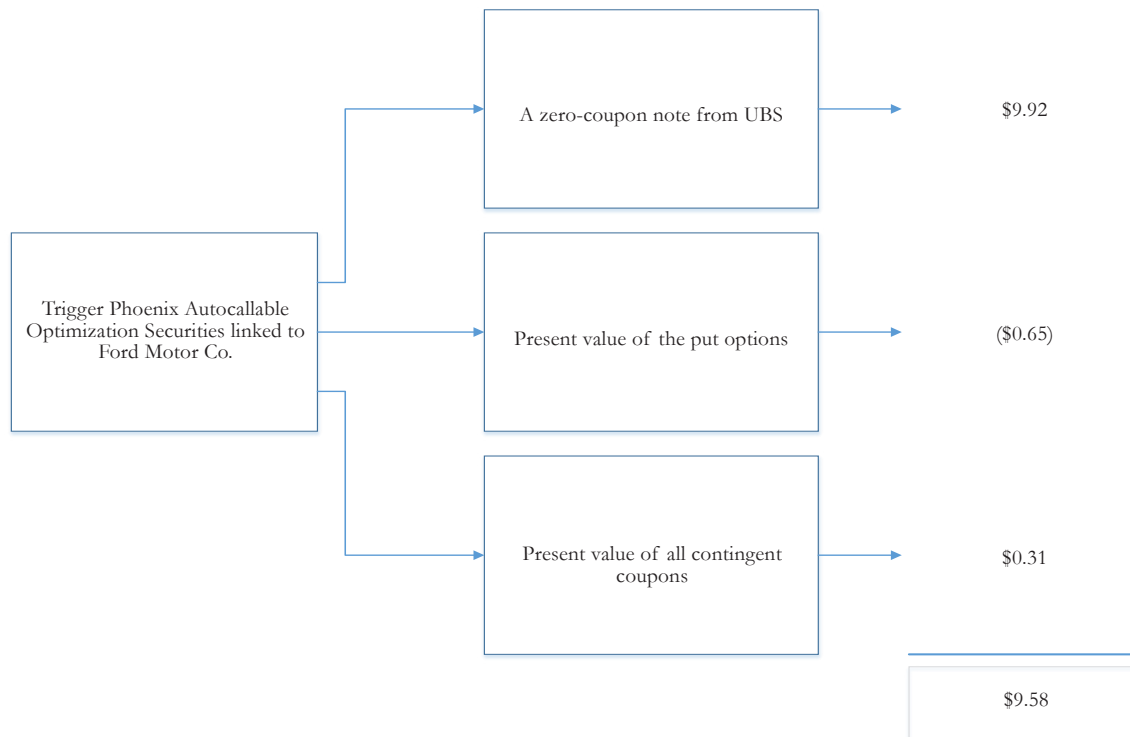 A zero-coupon note from UBS
$9.92
Trigger Phoenix Autocallable
Optimization Securities linked to
Ford Motor Co.
Present value of the put options
($0.65)
Present value of all contingent
coupons
$0.31
$9.58